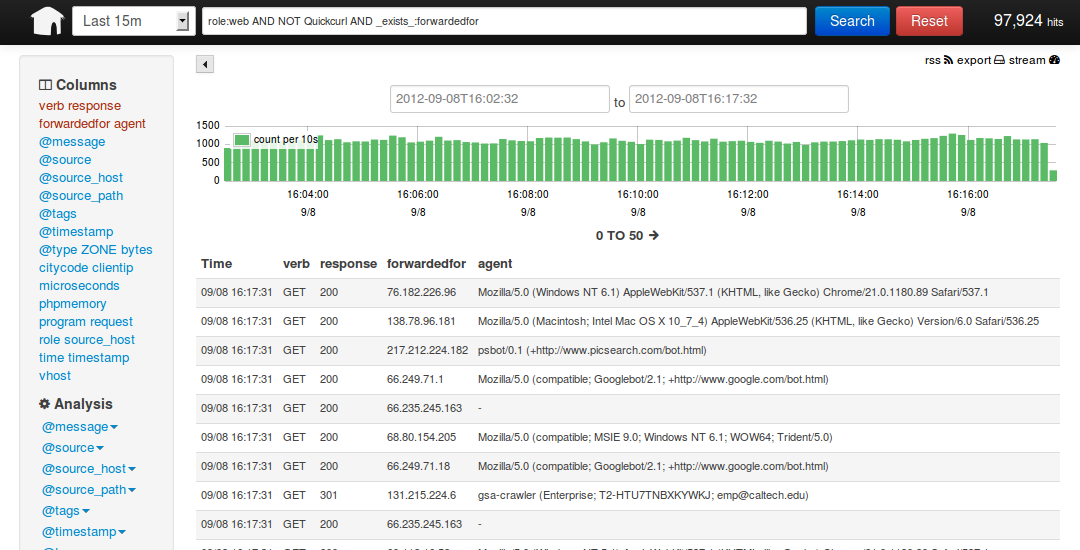 Last 15m
role:web AND NOT Quickcurl AND _exists_:forwardedfor
Search
Reset
97,924 hits
rss export stream
Columns
verb response
forwardedfor agent
@message
@source
@source_host
@source_path
@tags
@timestamp
@type ZONE bytes
citycode clientip
microseconds
phpmemory
program request
role source_host
time timestamp
vhost
Analysis
@message
@source
@source_host
@source_path
@tags
@timestamp
2012-09-08T16:02:32 to 2012-09-08T16:17:32
1500
1000
500
0
count per 10s
16:04:00 16:06:00 16:08:00 16:10:00 16:12:00 16:14:00 16:16:00
9/8 9/8 9/8 9/8 9/8 9/8 9/8
0 TO 50
Time verb response forwardedfor agent
09/08 16:17:31 GET 200 76.182.226.96 Mozilla/5.0 (Windows NT 6.1) AppleWebKit/537.1 (KHTML, like Gecko) Chrome/21.0.1180.89 Safari/537.1
09/08 16:17:31 GET 200 138.78.96.181 Mozilla/5.0 (Macintosh; Intel Mac OS X 10_7_4) AppleWebKit/536.25 (KHTML, like Gecko) Version/6.0 Safari/536.25
09/08 16:17:31 GET 200 217.212.224.182 psbot/0.1 (+http://www.picsearch.com/bot.html)
09/08 16:17:31 GET 200 66.249.71.1 Mozilla/5.0 (compatible; Googlebot/2.1; +http://www.google.com/bot.html)
09/08 16:17:31 GET 200 66.235.245.163 -
09/08 16:17:31 GET 200 68.80.154.205 Mozilla/5.0 (compatible; MSIE 9.0; Windows NT 6.1; WOW64; Trident/5.0)
09/08 16:17:31 GET 200 66.249.71.18 Mozilla/5.0 (compatible; Googlebot/2.1; +http://www.google.com/bot.html)
09/08 16:17:31 GET 301 131.215.224.6 gsa-crawler (Enterprise; T2-HTU7TNBXKYWKJ; emp@caltech.edu)
09/08 16:17:31 GET 200 66.235.245.163 -